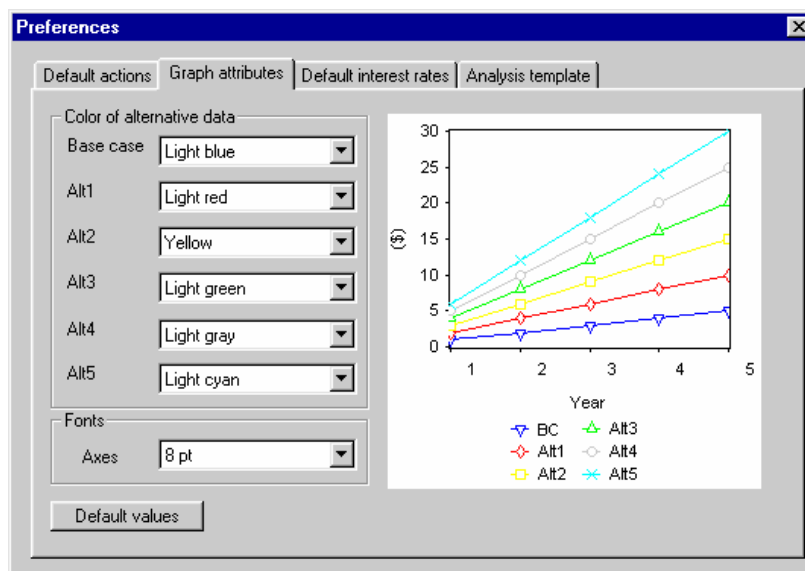 Preferences
Default actions Graph attributes Default interest rates Analysis template
Color of alternative data
Base case Light blue
Alt1 Light red
Alt2 Yellow
Alt3 Light green
Alt4 Light gray
Alt5 Light cyan
Fonts
Axes 8 pt
Default values
30
25
20
15
10
5
0
($)
1 2 3 4 5
Year
BC Alt3
Alt1 Alt4
Alt2 Alt5